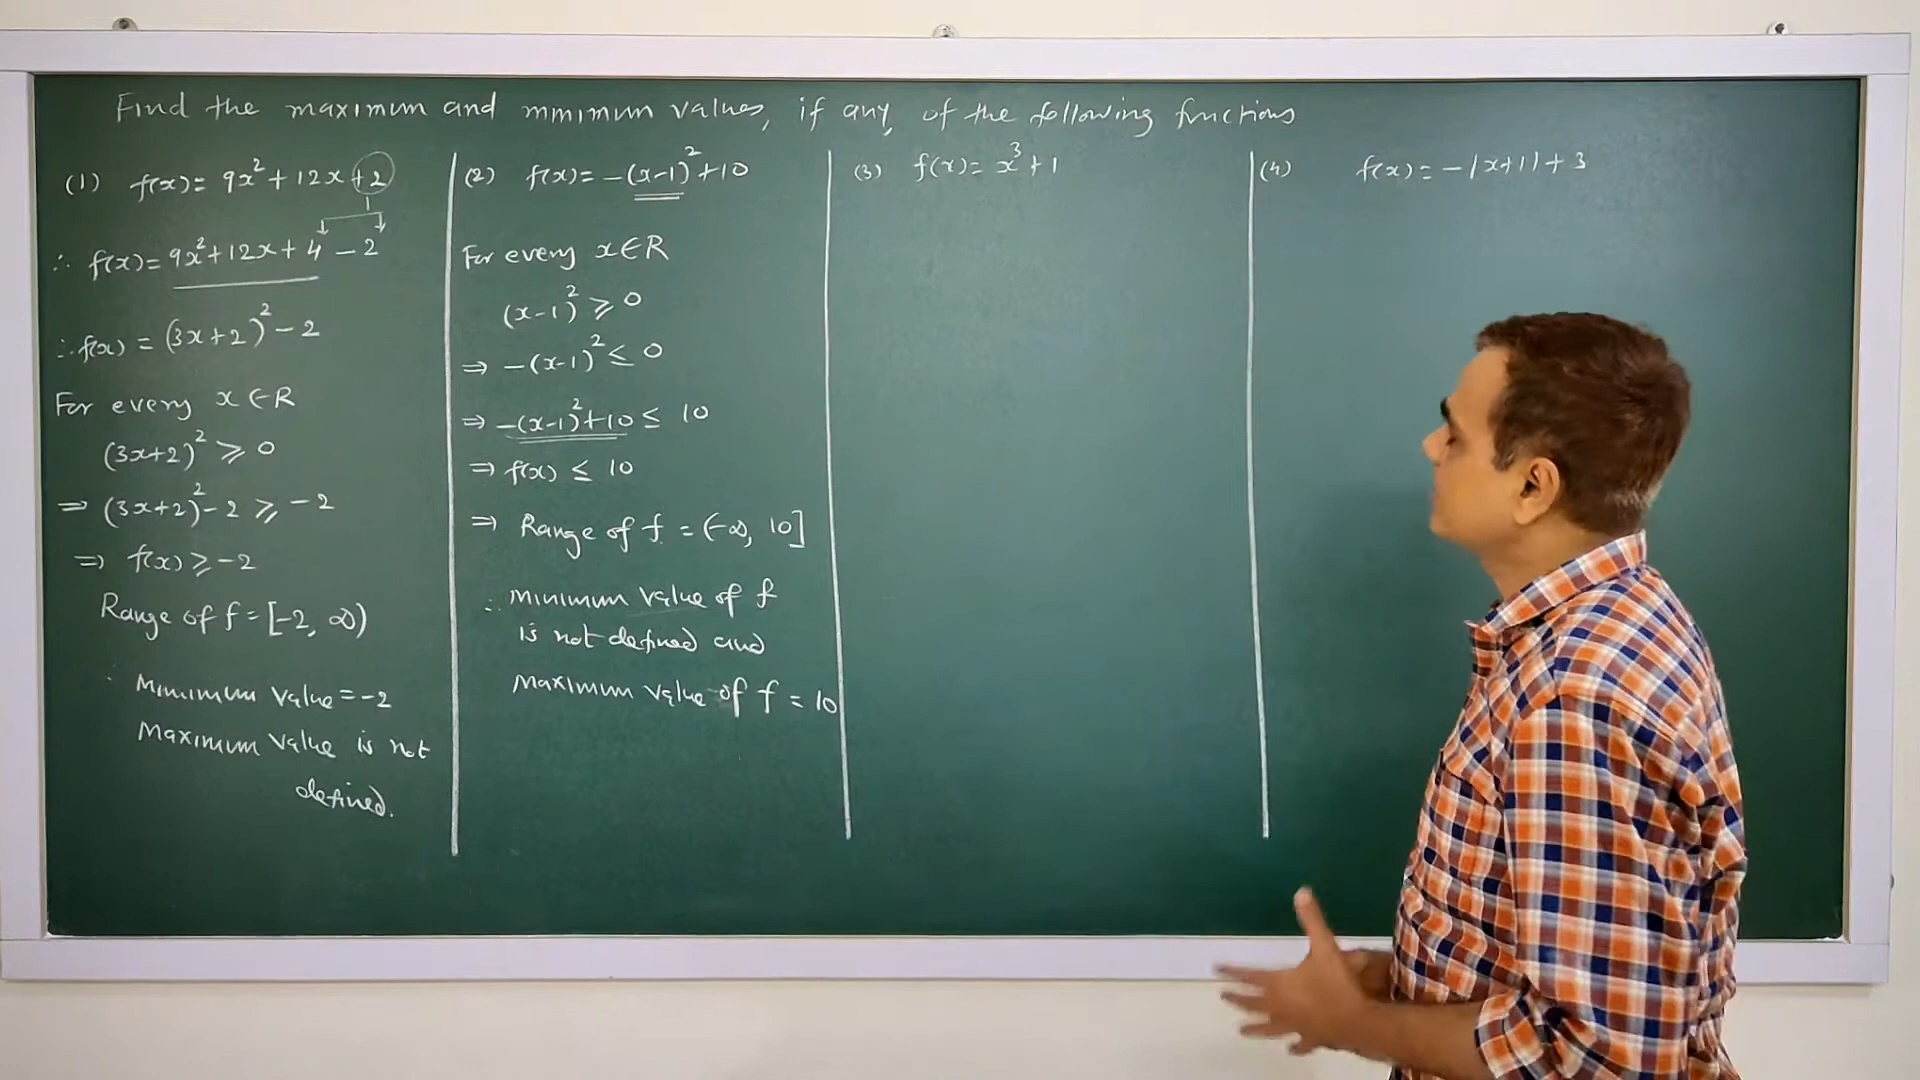 Find the maximum and minimum values, if any, of the following functions
(1) f(x) = 9x² + 12x + 2
∴ f(x) = 9x² + 12x + 4 - 2
∴ f(x) = (3x+2)² - 2
For every x ∈ R
(3x+2)² ⩾ 0
⇒ (3x+2)² - 2 ⩾ -2
⇒ f(x) ⩾ -2
Range of f = [-2, ∞)
∴ Minimum value = -2
Maximum value is not
defined.
(2) f(x) = -(x-1)² + 10
For every x ∈ R
(x-1)² ⩾ 0
⇒ -(x-1)² ≤ 0
⇒ -(x-1)² + 10 ≤ 10
⇒ f(x) ≤ 10
⇒ Range of f = (-∞, 10]
∴ Minimum value of f
is not defined and
Maximum value of f = 10
(3) f(x) = x³ + 1
(4) f(x) = -|x+1| + 3